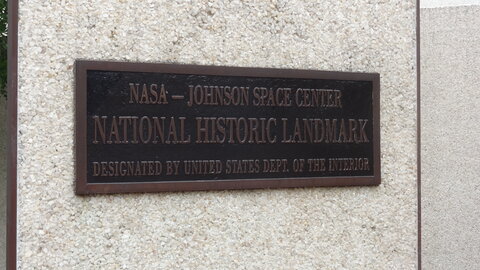 NASA – JOHNSON SPACE CENTER
NATIONAL HISTORIC LANDMARK
DESIGNATED BY UNITED STATES DEPT. OF THE INTERIOR